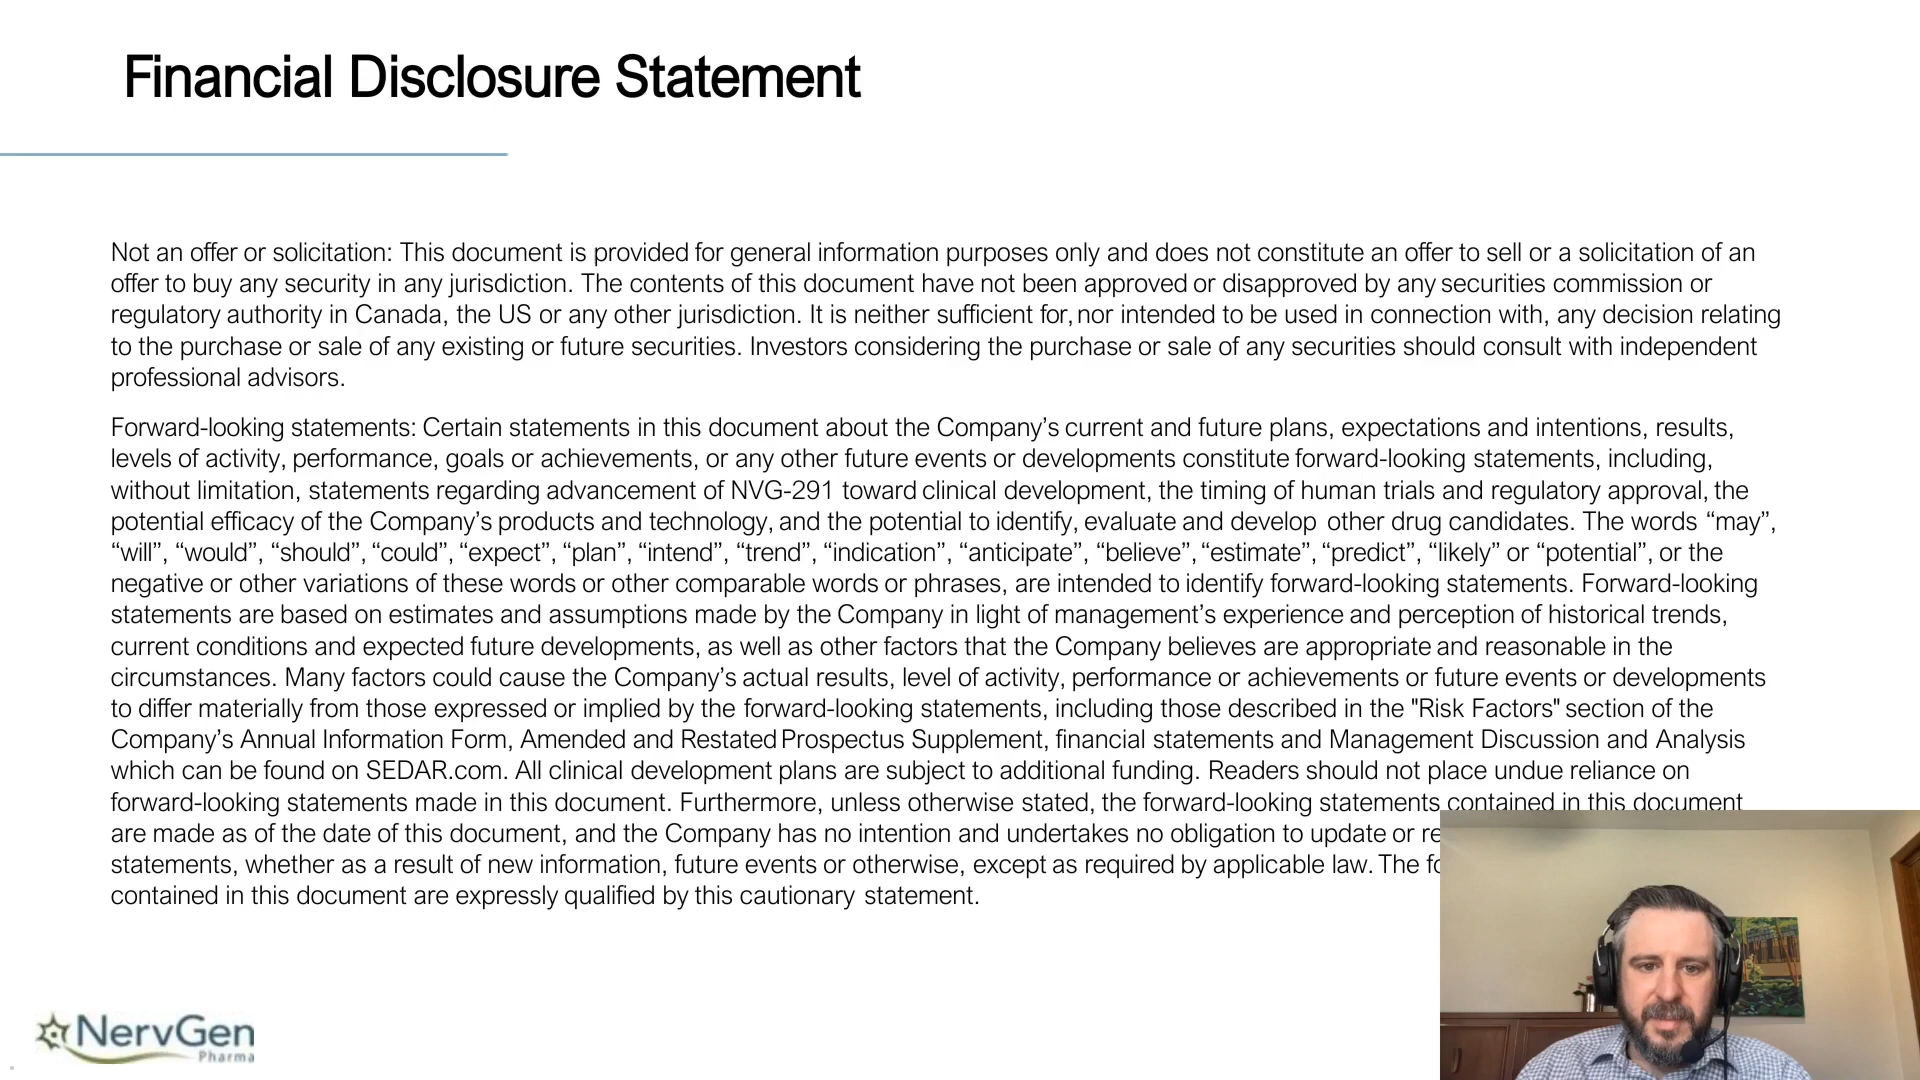 Financial Disclosure Statement
Not an offer or solicitation: This document is provided for general information purposes only and does not constitute an offer to sell or a solicitation of an
offer to buy any security in any jurisdiction. The contents of this document have not been approved or disapproved by any securities commission or
regulatory authority in Canada, the US or any other jurisdiction. It is neither sufficient for, nor intended to be used in connection with, any decision relating
to the purchase or sale of any existing or future securities. Investors considering the purchase or sale of any securities should consult with independent
professional advisors.
Forward-looking statements: Certain statements in this document about the Company’s current and future plans, expectations and intentions, results,
levels of activity, performance, goals or achievements, or any other future events or developments constitute forward-looking statements, including,
without limitation, statements regarding advancement of NVG-291 toward clinical development, the timing of human trials and regulatory approval, the
potential efficacy of the Company’s products and technology, and the potential to identify, evaluate and develop other drug candidates. The words “may”,
“will”, “would”, “should”, “could”, “expect”, “plan”, “intend”, “trend”, “indication”, “anticipate”, “believe”, “estimate”, “predict”, “likely” or “potential”, or the
negative or other variations of these words or other comparable words or phrases, are intended to identify forward-looking statements. Forward-looking
statements are based on estimates and assumptions made by the Company in light of management’s experience and perception of historical trends,
current conditions and expected future developments, as well as other factors that the Company believes are appropriate and reasonable in the
circumstances. Many factors could cause the Company’s actual results, level of activity, performance or achievements or future events or developments
to differ materially from those expressed or implied by the forward-looking statements, including those described in the "Risk Factors" section of the
Company’s Annual Information Form, Amended and Restated Prospectus Supplement, financial statements and Management Discussion and Analysis
which can be found on SEDAR.com. All clinical development plans are subject to additional funding. Readers should not place undue reliance on
forward-looking statements made in this document. Furthermore, unless otherwise stated, the forward-looking statements contained in this document
are made as of the date of this document, and the Company has no intention and undertakes no obligation to update or re
statements, whether as a result of new information, future events or otherwise, except as required by applicable law. The fo
contained in this document are expressly qualified by this cautionary statement.
NervGen
Pharma